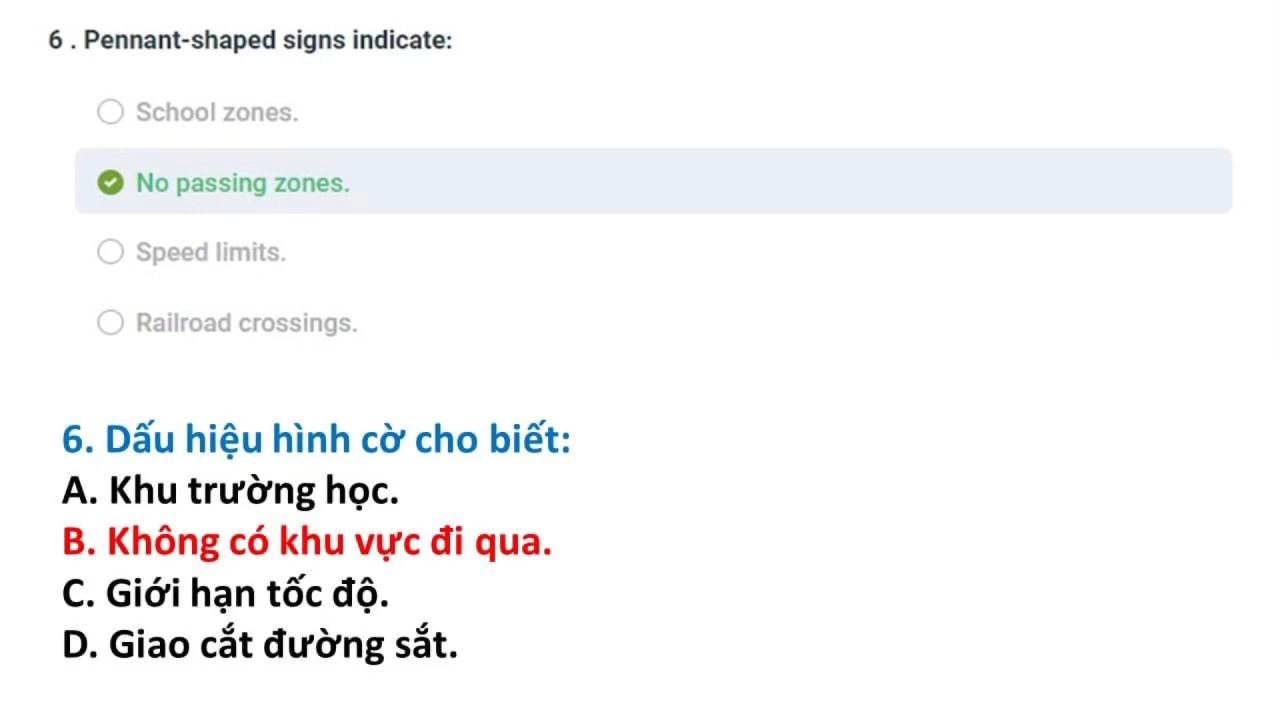 6 . Pennant-shaped signs indicate:
School zones.
No passing zones.
Speed limits.
Railroad crossings.
6. Dấu hiệu hình cờ cho biết:
A. Khu trường học.
B. Không có khu vực đi qua.
C. Giới hạn tốc độ.
D. Giao cắt đường sắt.